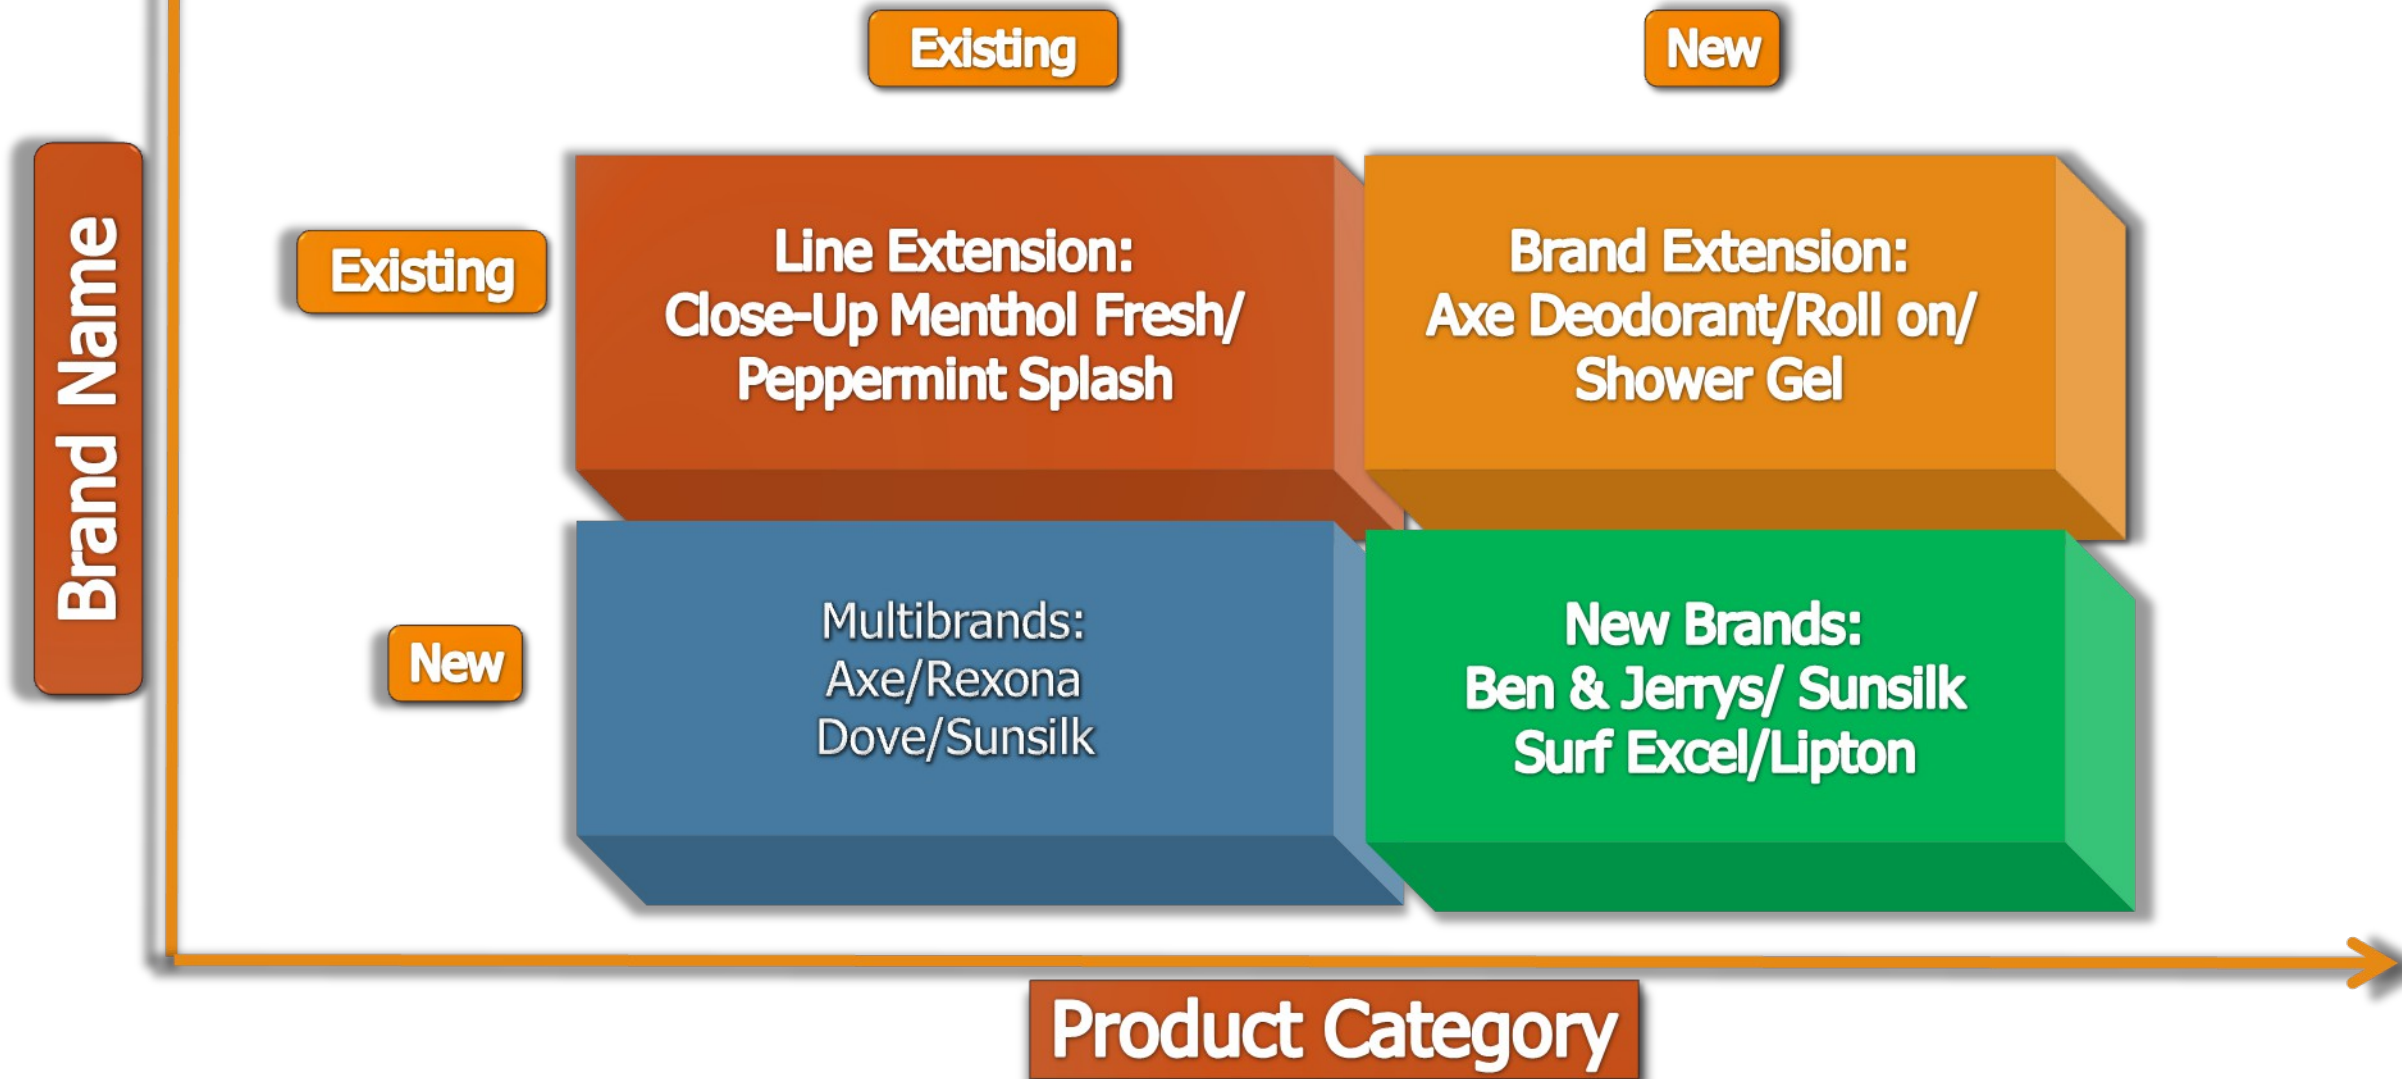 Existing
New
Brand Name
Existing
Line Extension:
Close-Up Menthol Fresh/
Peppermint Splash
Brand Extension:
Axe Deodorant/Roll on/
Shower Gel
New
Multibrands:
Axe/Rexona
Dove/Sunsilk
New Brands:
Ben & Jerrys/ Sunsilk
Surf Excel/Lipton
Product Category